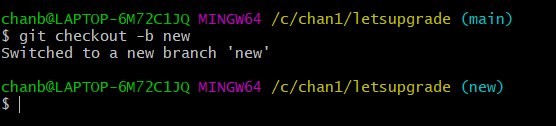 chanb@LAPTOP-6M72C1JQ MINGW64 /c/chan1/letsupgrade (main)
$ git checkout -b new
Switched to a new branch 'new'
chanb@LAPTOP-6M72C1JQ MINGW64 /c/chan1/letsupgrade (new)
$